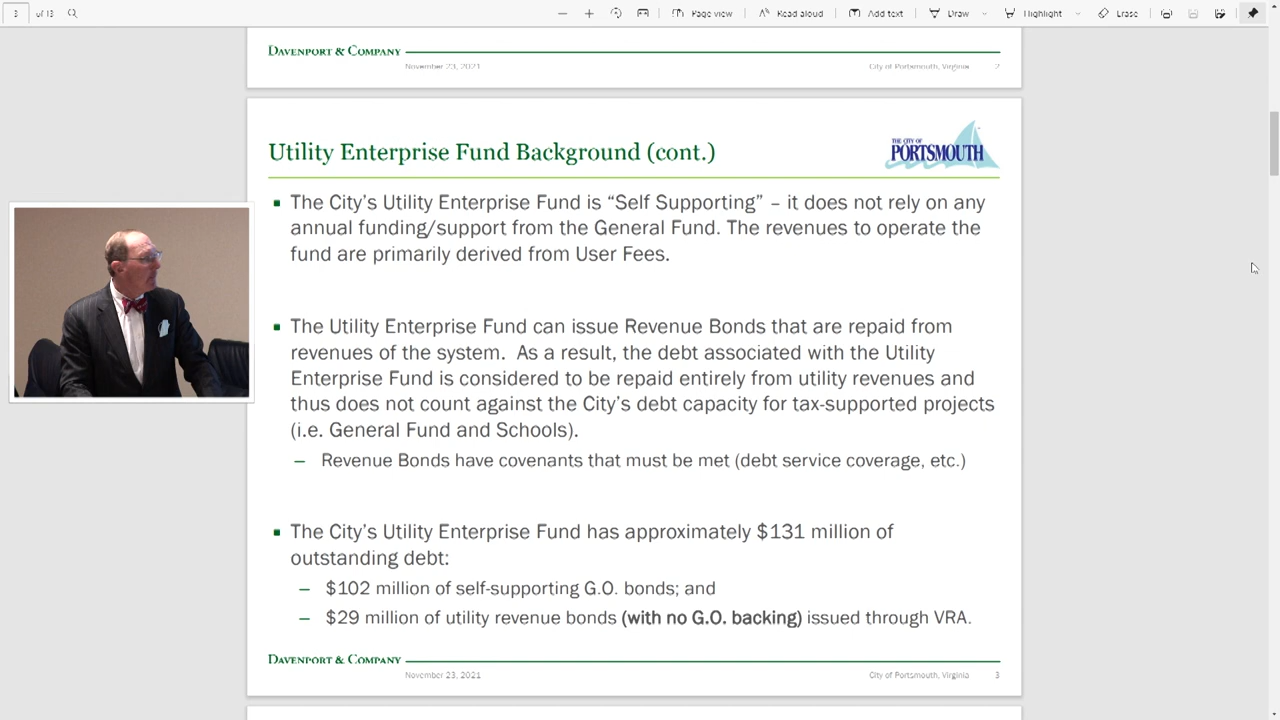 3 of 13 Page view Read aloud Add text Draw Highlight Erase
DAVENPORT & COMPANY
November 23, 2021 City of Portsmouth, Virginia 2
Utility Enterprise Fund Background (cont.)
THE CITY OF
PORTSMOUTH
▪ The City's Utility Enterprise Fund is “Self Supporting” – it does not rely on any
annual funding/support from the General Fund. The revenues to operate the
fund are primarily derived from User Fees.
▪ The Utility Enterprise Fund can issue Revenue Bonds that are repaid from
revenues of the system. As a result, the debt associated with the Utility
Enterprise Fund is considered to be repaid entirely from utility revenues and
thus does not count against the City's debt capacity for tax-supported projects
(i.e. General Fund and Schools).
– Revenue Bonds have covenants that must be met (debt service coverage, etc.)
▪ The City's Utility Enterprise Fund has approximately $131 million of
outstanding debt:
– $102 million of self-supporting G.O. bonds; and
– $29 million of utility revenue bonds (with no G.O. backing) issued through VRA.
DAVENPORT & COMPANY
November 23, 2021 City of Portsmouth, Virginia 3